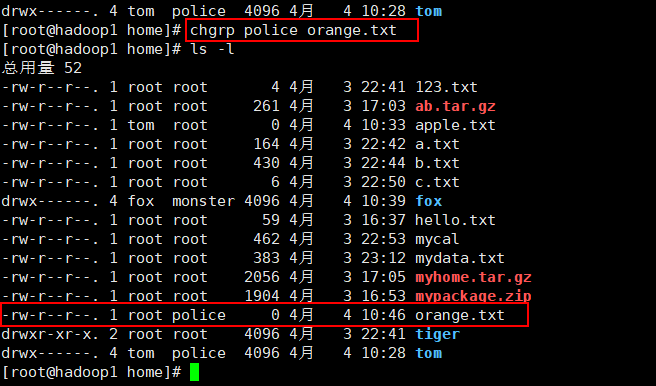 drwx------. 4 tom  police  4096 4月   4 10:28 tom
[root@hadoop1 home]# chgrp police orange.txt
[root@hadoop1 home]# ls -l
总用量 52
-rw-r--r--. 1 root root       4 4月   3 22:41 123.txt
-rw-r--r--. 1 root root     261 4月   3 17:03 ab.tar.gz
-rw-r--r--. 1 tom  root       0 4月   4 10:33 apple.txt
-rw-r--r--. 1 root root     164 4月   3 22:42 a.txt
-rw-r--r--. 1 root root     430 4月   3 22:44 b.txt
-rw-r--r--. 1 root root       6 4月   3 22:50 c.txt
drwx------. 4 fox  monster 4096 4月   4 10:39 fox
-rw-r--r--. 1 root root      59 4月   3 16:37 hello.txt
-rw-r--r--. 1 root root     462 4月   3 22:53 mycal
-rw-r--r--. 1 root root     383 4月   3 23:12 mydata.txt
-rw-r--r--. 1 root root    2056 4月   3 17:05 myhome.tar.gz
-rw-r--r--. 1 root root    1904 4月   3 16:53 mypackage.zip
-rw-r--r--. 1 root police     0 4月   4 10:46 orange.txt
drwxr-xr-x. 2 root root    4096 4月   3 22:41 tiger
drwx------. 4 tom  police  4096 4月   4 10:28 tom
[root@hadoop1 home]#